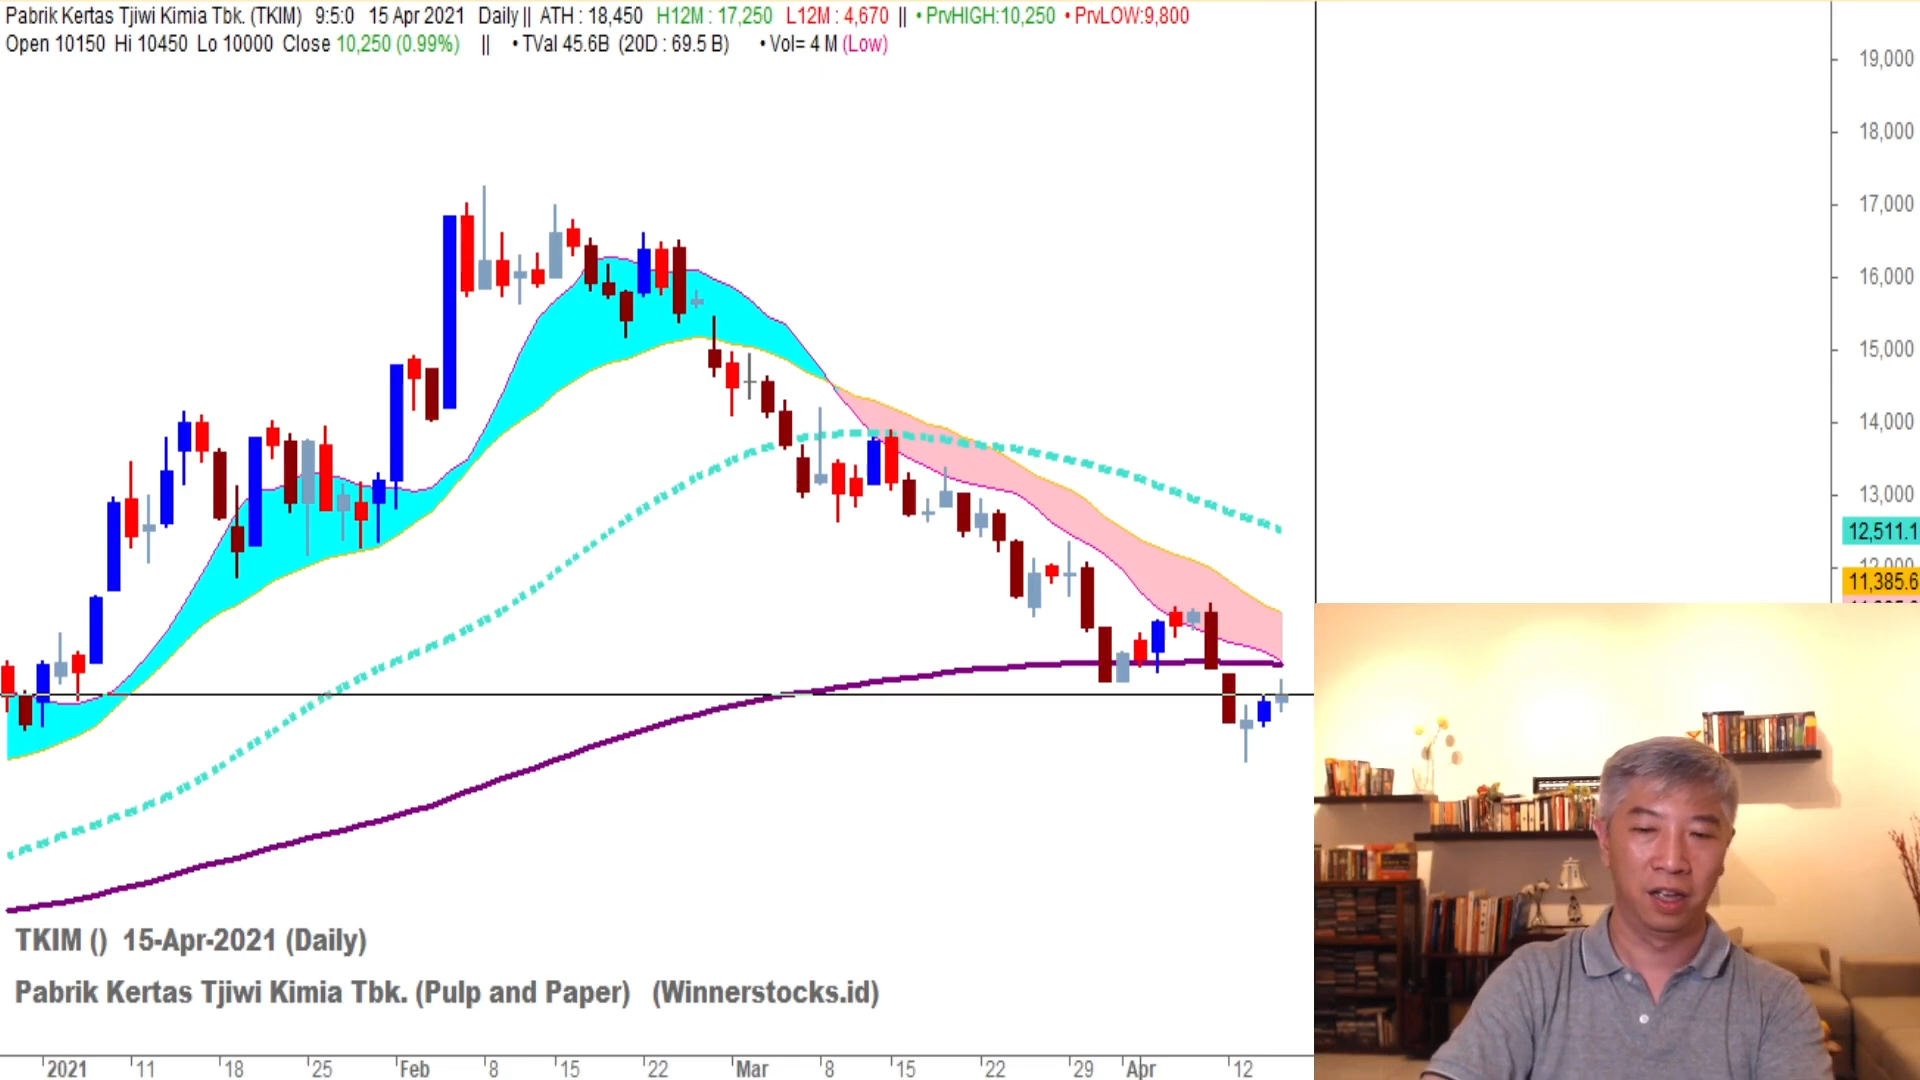 Pabrik Kertas Tjiwi Kimia Tbk. (TKIM) 9:5:0 15 Apr 2021 Daily || ATH : 18,450 H12M : 17,250 L12M : 4,670 || • PrvHIGH:10,250 • PrvLOW:9,800
Open 10150 Hi 10450 Lo 10000 Close 10,250 (0.99%) || • TVal 45.6B (20D : 69.5 B) • Vol= 4 M (Low)
19,000
18,000
17,000
16,000
15,000
14,000
13,000
12,511.1
12,000
11,385.6
TKIM () 15-Apr-2021 (Daily)
Pabrik Kertas Tjiwi Kimia Tbk. (Pulp and Paper) (Winnerstocks.id)
2021 11 18 25 Feb 8 15 22 Mar 8 15 22 29 Apr 12